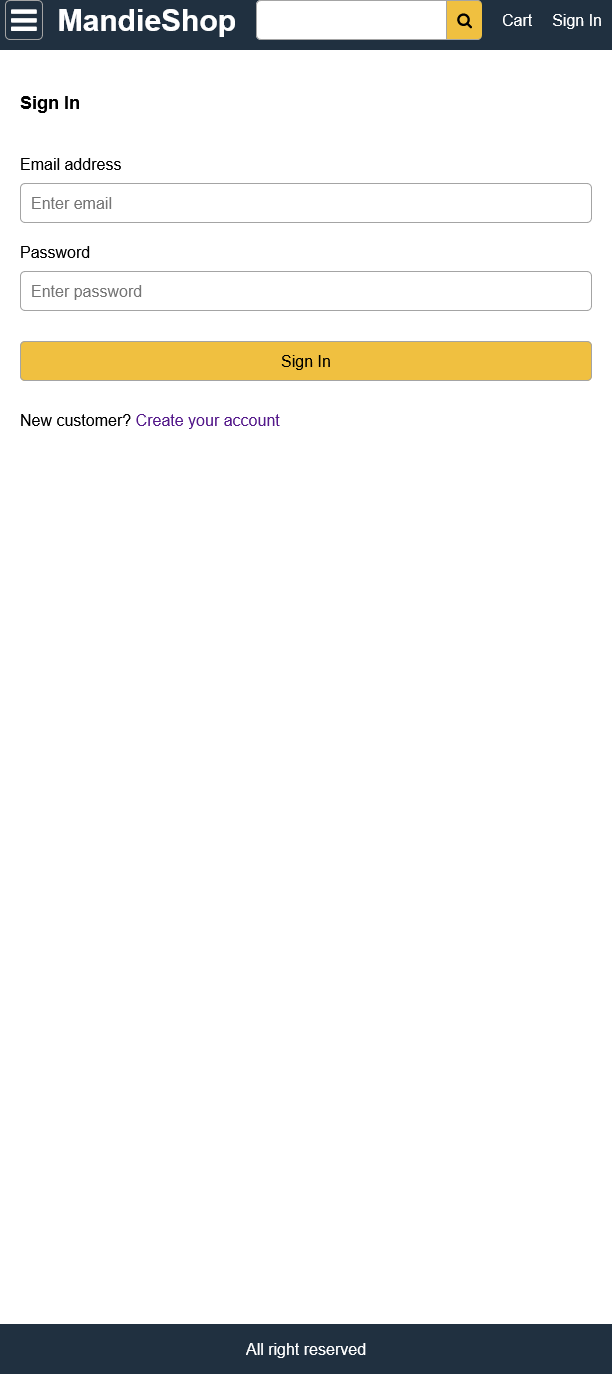 MandieShop Cart Sign In
Sign In
Email address
Enter email
Password
Enter password
Sign In
New customer? Create your account
All right reserved